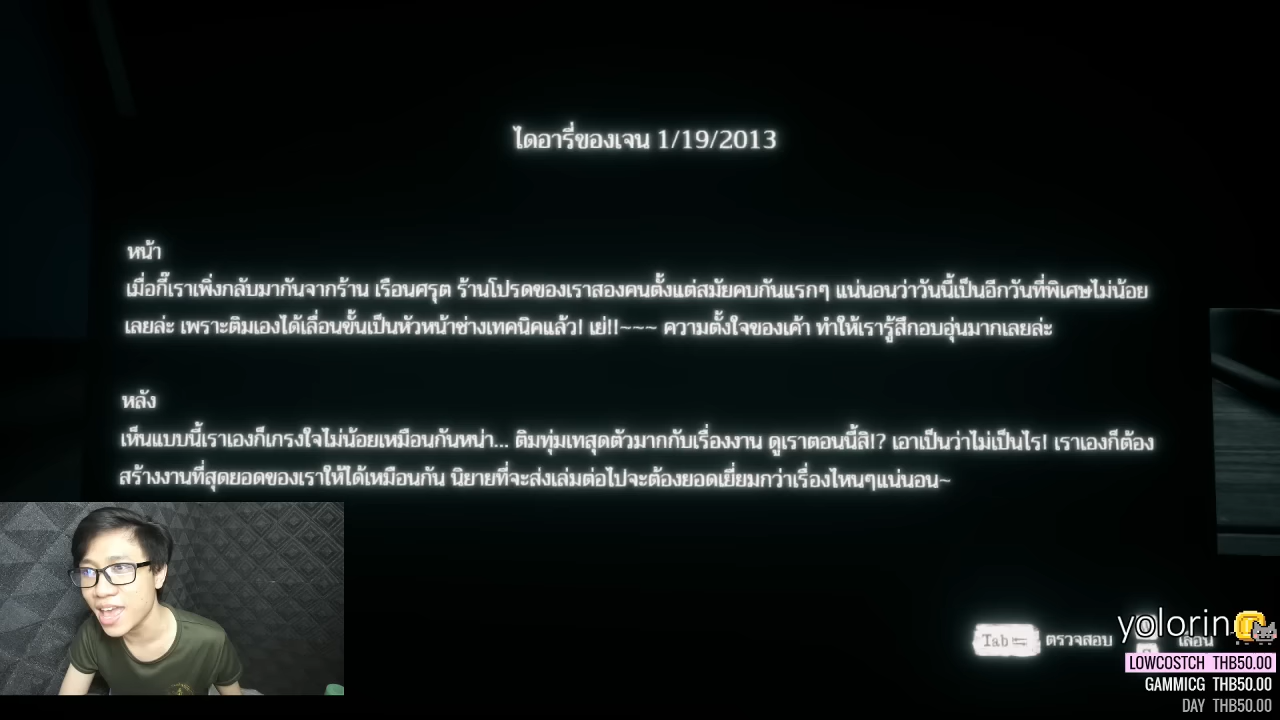 ไดอารี่ของเจน 1/19/2013
หน้า
เมื่อกี๊เราเพิ่งกลับมากันจากร้าน เรือนศรุต ร้านโปรดของเราสองคนตั้งแต่สมัยคบกันแรกๆ แน่นอนว่าวันนี้เป็นอีกวันที่พิเศษไม่น้อย
เลยล่ะ เพราะติมเองได้เลื่อนขั้นเป็นหัวหน้าช่างเทคนิคแล้ว! เย่!!~~~ ความตั้งใจของเค้า ทำให้เรารู้สึกอบอุ่นมากเลยล่ะ
หลัง
เห็นแบบนี้เราเองก็เกรงใจไม่น้อยเหมือนกันหน่า... ติมทุ่มเทสุดตัวมากกับเรื่องงาน ดูเราตอนนี้สิ!? เอาเป็นว่าไม่เป็นไร! เราเองก็ต้อง
สร้างงานที่สุดยอดของเราให้ได้เหมือนกัน นิยายที่จะส่งเล่มต่อไปจะต้องยอดเยี่ยมกว่าเรื่องไหนๆแน่นอน~
Tab ตรวจสอบ เลื่อน
yolorin
LOWCOSTCH THB50.00
GAMMICG THB50.00
DAY THB50.00